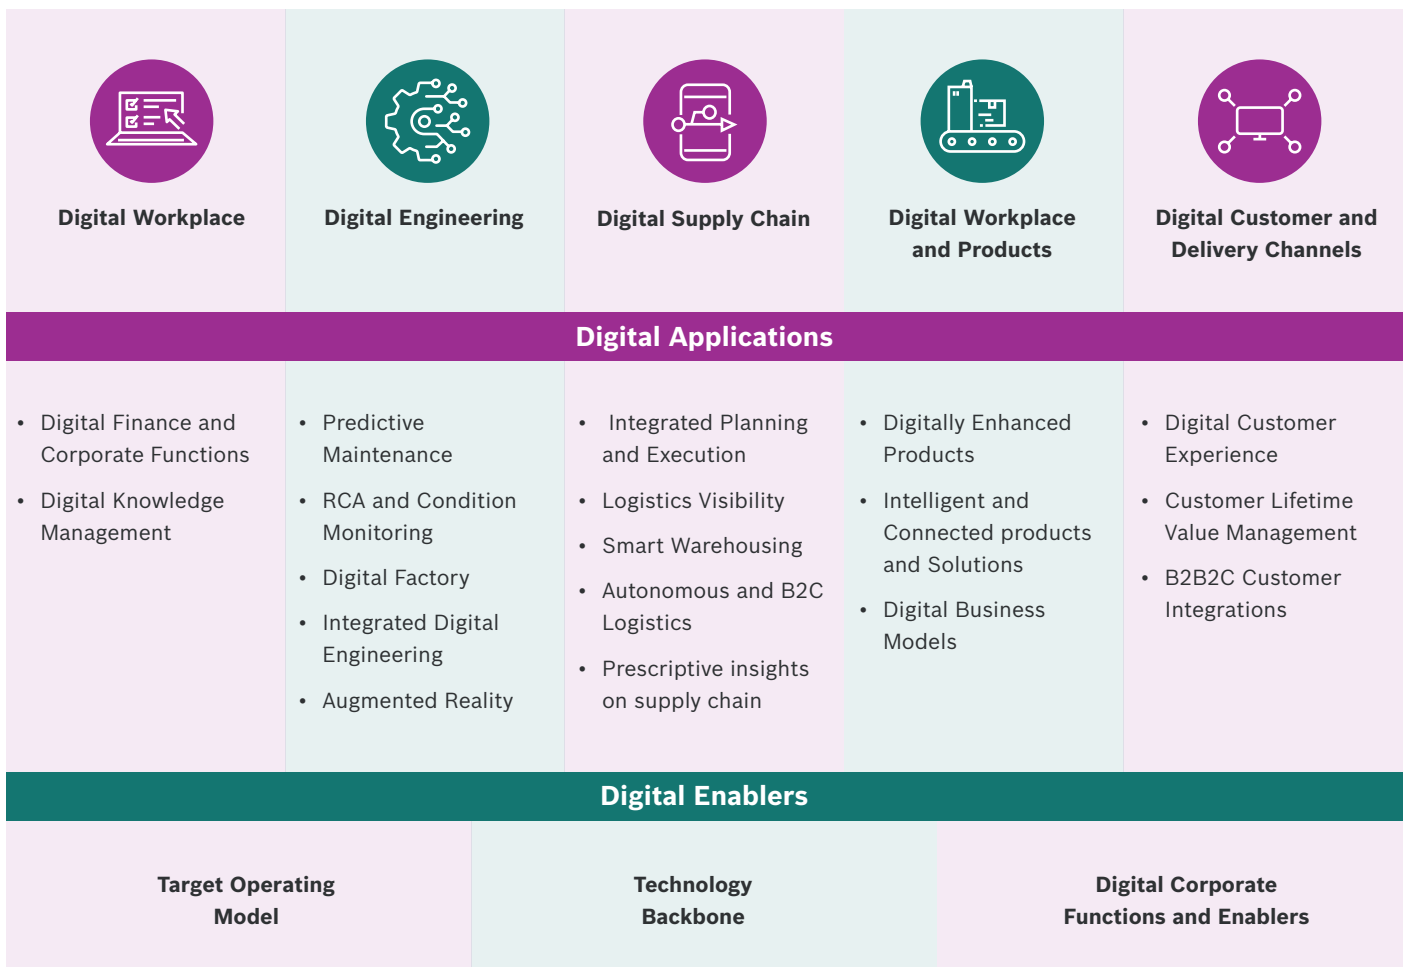 Digital Workplace
Digital Engineering
Digital Supply Chain
Digital Workplace
and Products
Digital Customer and
Delivery Channels
Digital Applications
• Digital Finance and
Corporate Functions
• Digital Knowledge
Management
• Predictive
Maintenance
• RCA and Condition
Monitoring
• Digital Factory
• Integrated Digital
Engineering
• Augmented Reality
• Integrated Planning
and Execution
• Logistics Visibility
• Smart Warehousing
• Autonomous and B2C
Logistics
• Prescriptive insights
on supply chain
• Digitally Enhanced
Products
• Intelligent and
Connected products
and Solutions
• Digital Business
Models
• Digital Customer
Experience
• Customer Lifetime
Value Management
• B2B2C Customer
Integrations
Digital Enablers
Target Operating
Model
Technology
Backbone
Digital Corporate
Functions and Enablers